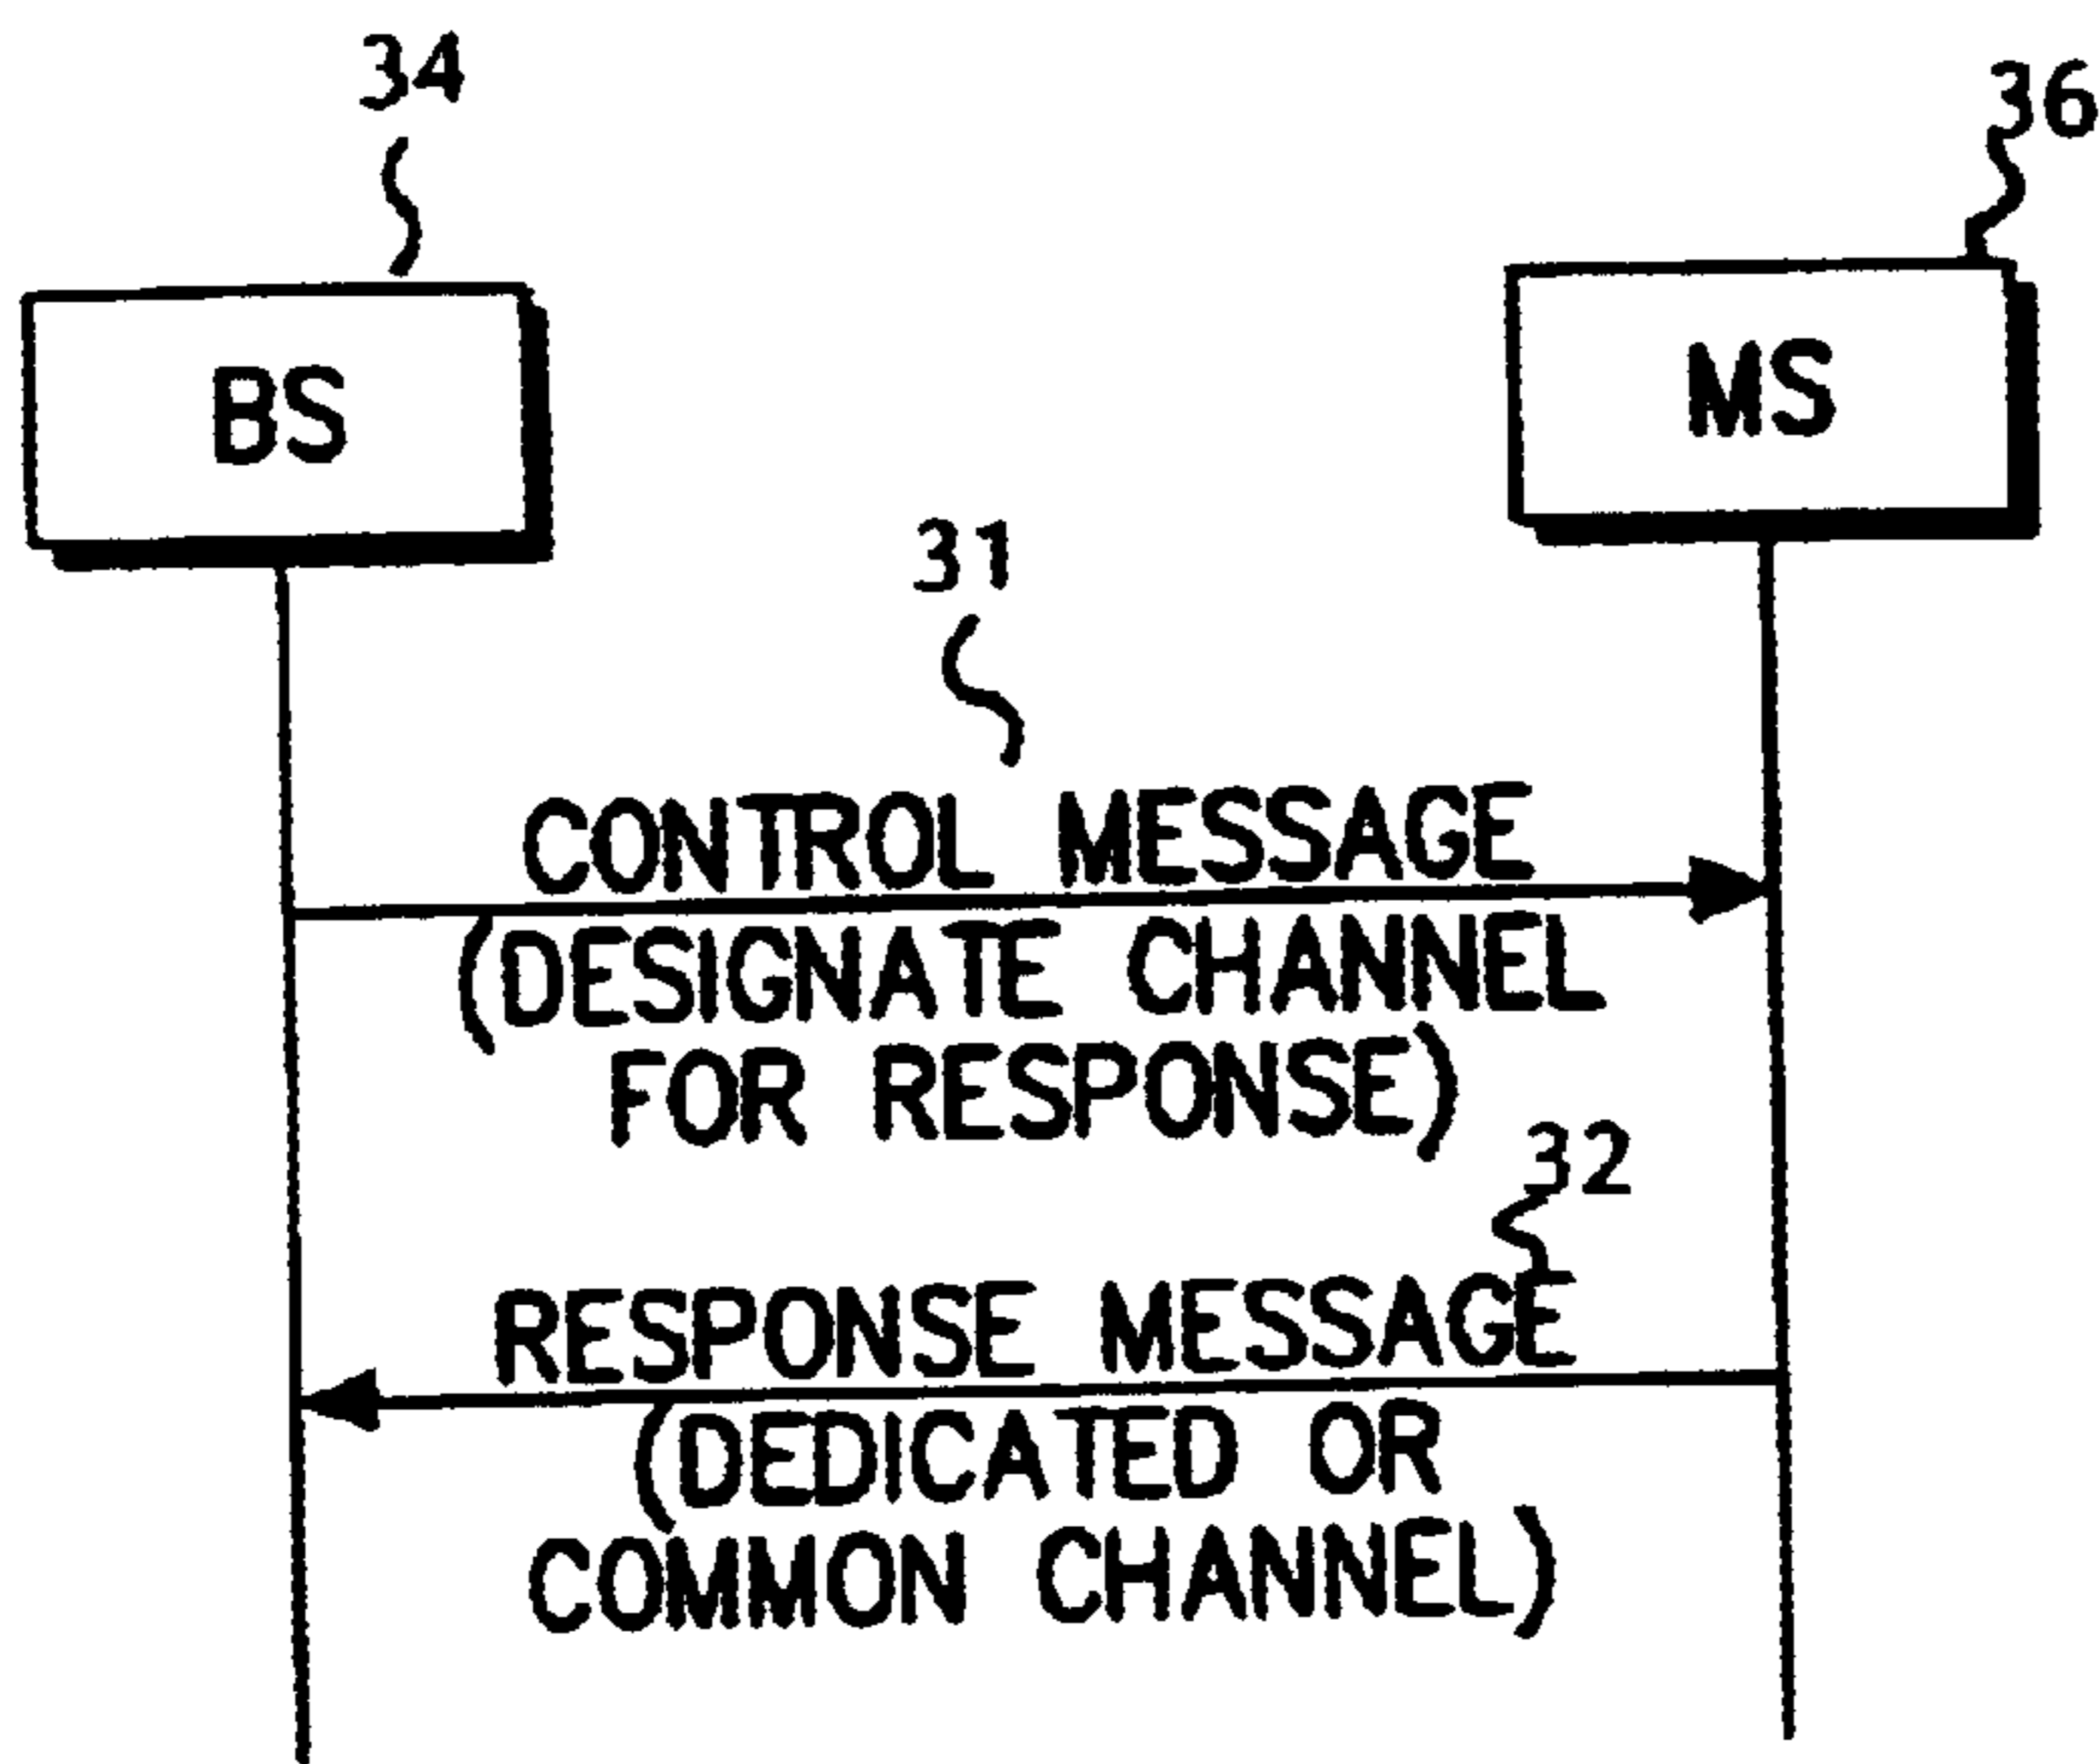 34
36
BS
MS
31
CONTROL MESSAGE
(DESIGNATE CHANNEL
FOR RESPONSE)
32
RESPONSE MESSAGE
(DEDICATED OR
COMMON CHANNEL)